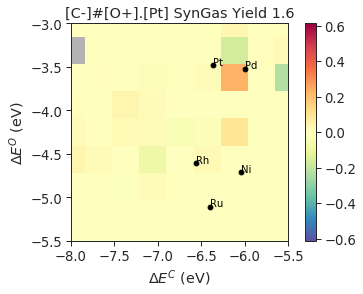 [C-]#[O+].[Pt] SynGas Yield 1.6
−3.0
−3.5
−4.0
−4.5
−5.0
−5.5
ΔE^O (eV)
Pt
Pd
Rh
Ni
Ru
−8.0 −7.5 −7.0 −6.5 −6.0 −5.5
ΔE^C (eV)
0.6
0.4
0.2
0.0
−0.2
−0.4
−0.6